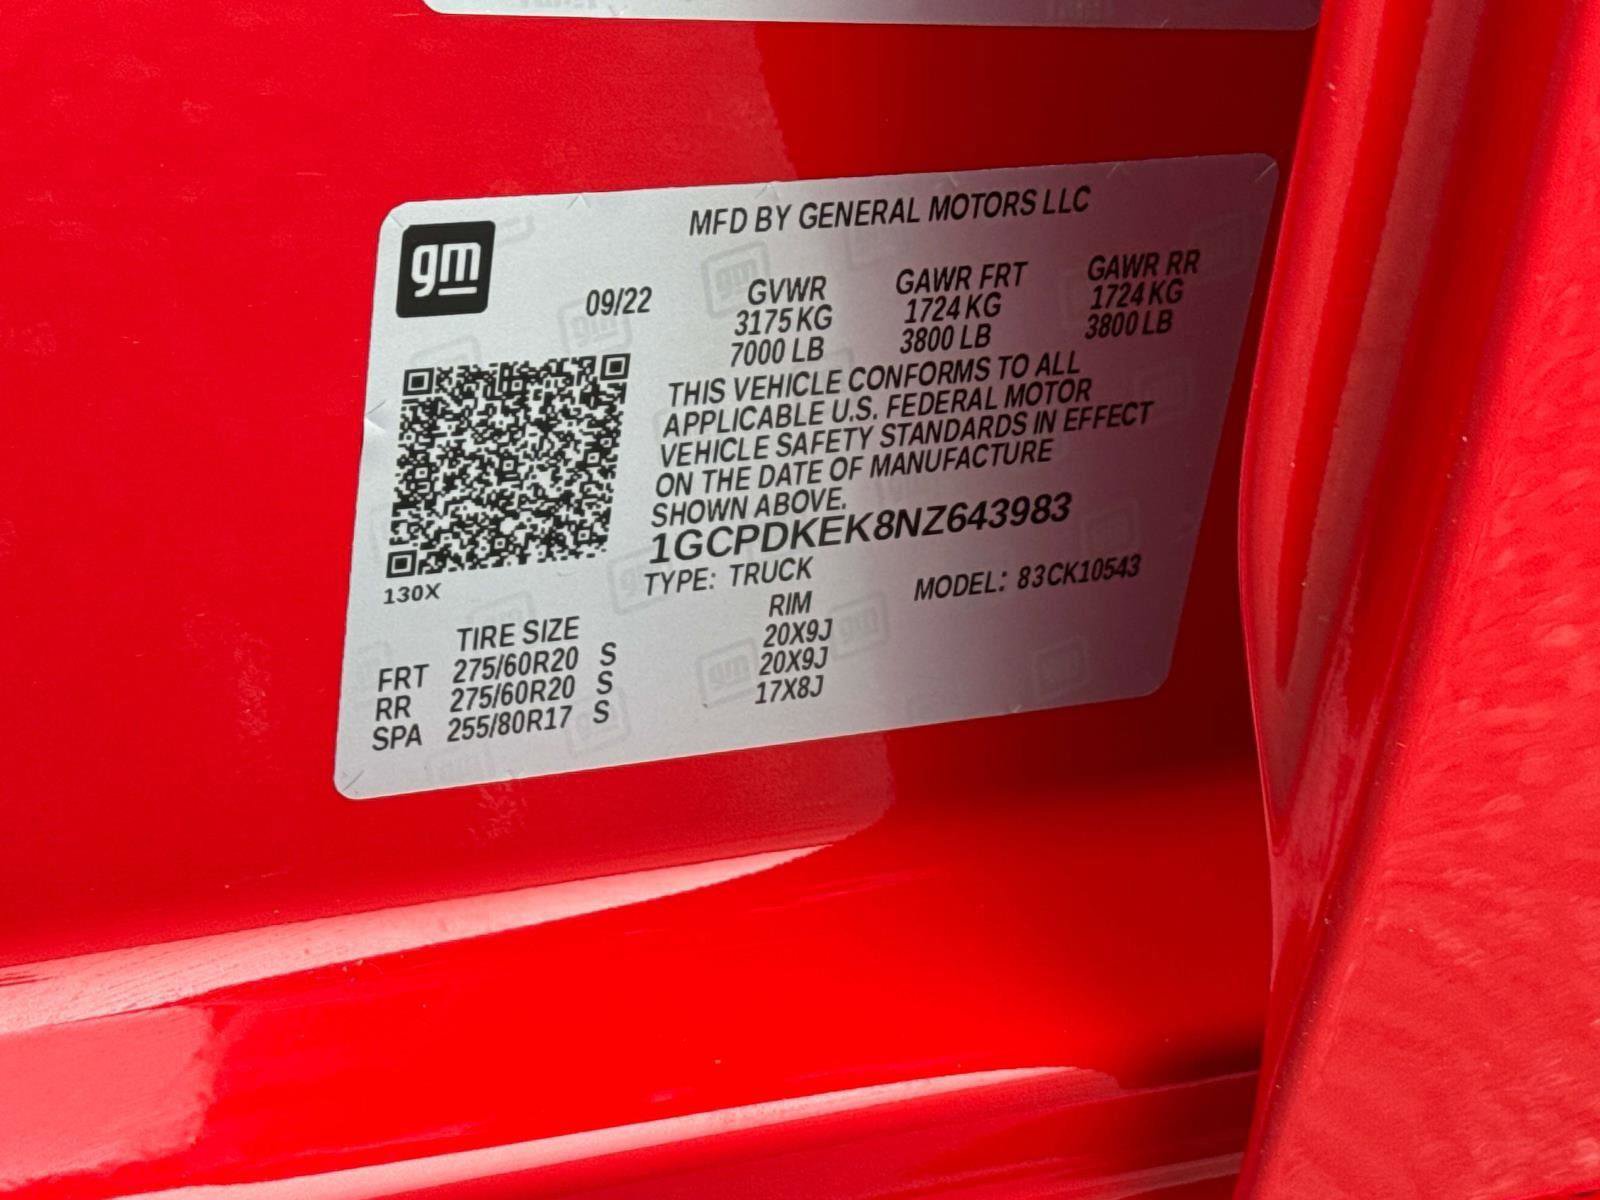 gm
MFD BY GENERAL MOTORS LLC
09/22
GVWR GAWR FRT GAWR RR
3175 KG 1724 KG 1724 KG
7000 LB 3800 LB 3800 LB
THIS VEHICLE CONFORMS TO ALL
APPLICABLE U.S. FEDERAL MOTOR
VEHICLE SAFETY STANDARDS IN EFFECT
ON THE DATE OF MANUFACTURE
SHOWN ABOVE.
1GCPDKEK8NZ643983
TYPE: TRUCK MODEL: 83CK10543
130X
TIRE SIZE RIM
FRT 275/60R20 S 20X9J
RR 275/60R20 S 20X9J
SPA 255/80R17 S 17X8J